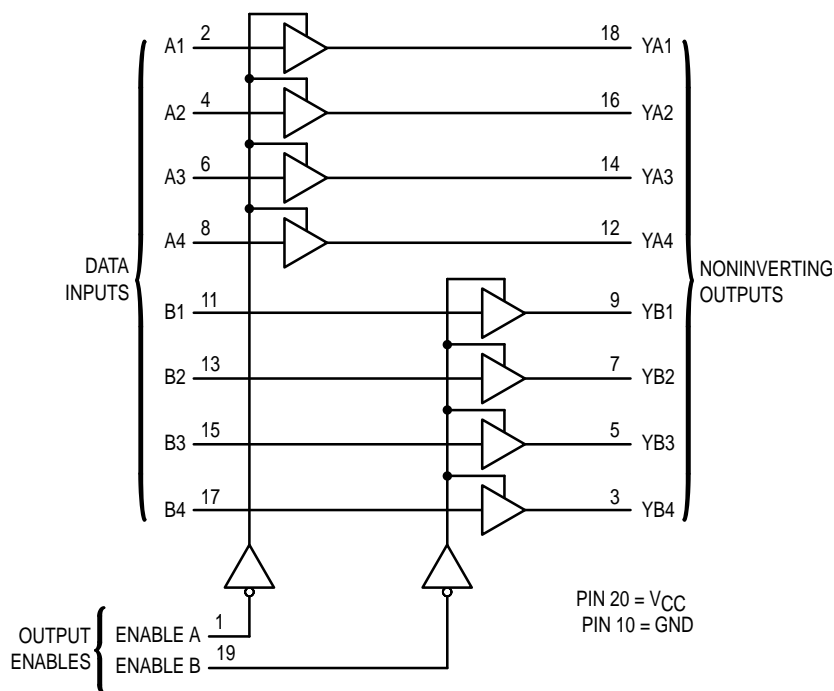 A1 2 18 YA1
A2 4 16 YA2
A3 6 14 YA3
A4 8 12 YA4
DATA
INPUTS
NONINVERTING
OUTPUTS
B1 11 9 YB1
B2 13 7 YB2
B3 15 5 YB3
B4 17 3 YB4
OUTPUT
ENABLES
ENABLE A 1
ENABLE B 19
PIN 20 = VCC
PIN 10 = GND